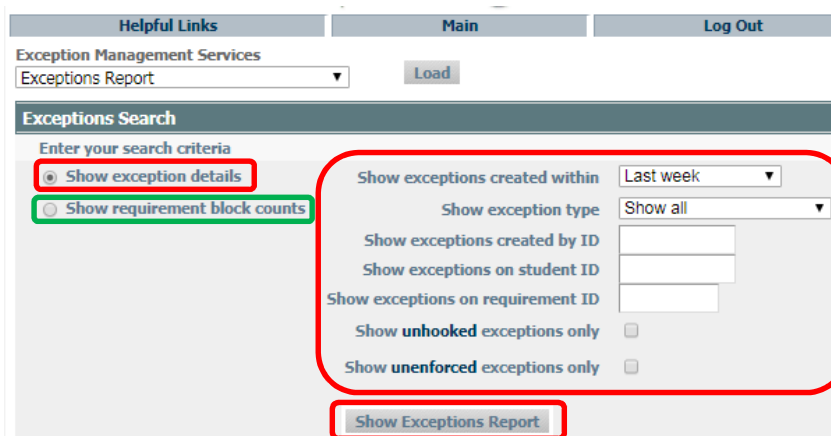 Helpful Links Main Log Out
Exception Management Services
Exceptions Report Load
Exceptions Search
Enter your search criteria
Show exception details Show exceptions created within Last week
Show requirement block counts Show exception type Show all
Show exceptions created by ID
Show exceptions on student ID
Show exceptions on requirement ID
Show unhooked exceptions only
Show unenforced exceptions only
Show Exceptions Report